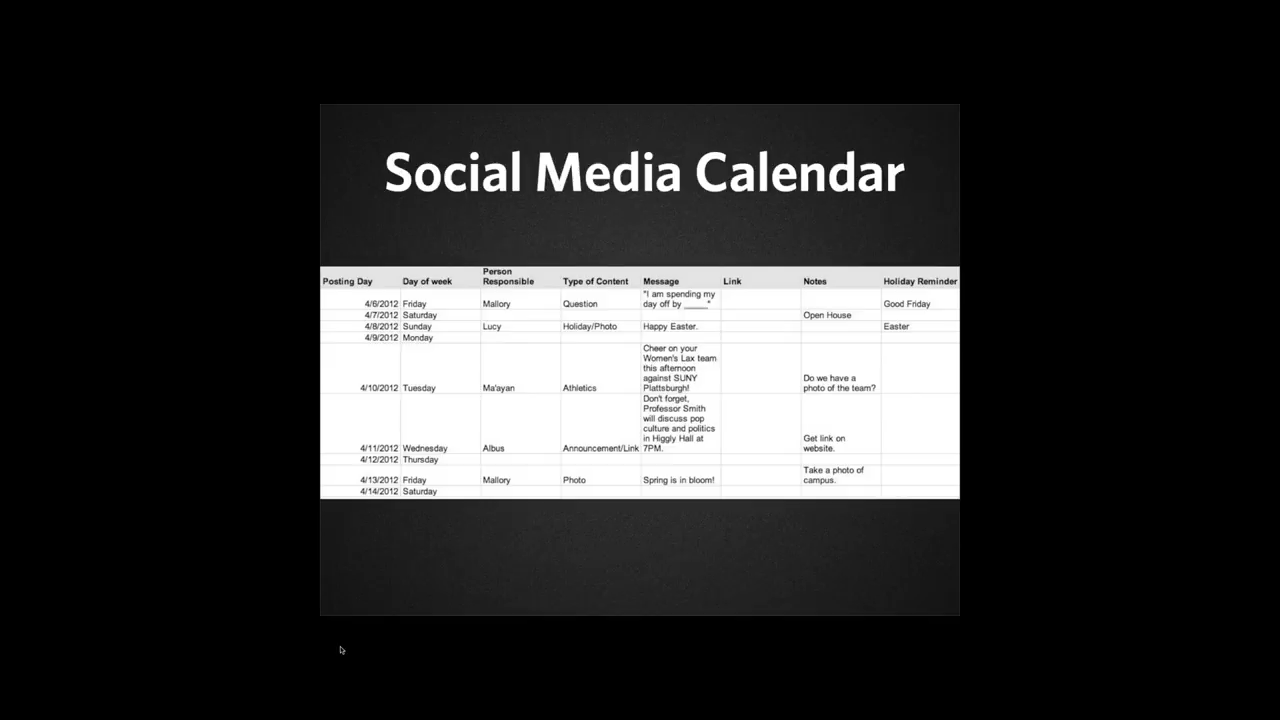 Social Media Calendar
Posting Day Day of week Person Responsible Type of Content Message Link Notes Holiday Reminder
4/6/2012 Friday Mallory Question "I am spending my day off by _____" Good Friday
4/7/2012 Saturday Open House
4/8/2012 Sunday Lucy Holiday/Photo Happy Easter. Easter
4/9/2012 Monday
4/10/2012 Tuesday Ma'ayan Athletics Cheer on your Women's Lax team this afternoon against SUNY Plattsburgh! Do we have a photo of the team?
4/11/2012 Wednesday Albus Announcement/Link Don't forget, Professor Smith will discuss pop culture and politics in Higgly Hall at 7PM. Get link on website.
4/12/2012 Thursday
4/13/2012 Friday Mallory Photo Spring is in bloom! Take a photo of campus.
4/14/2012 Saturday